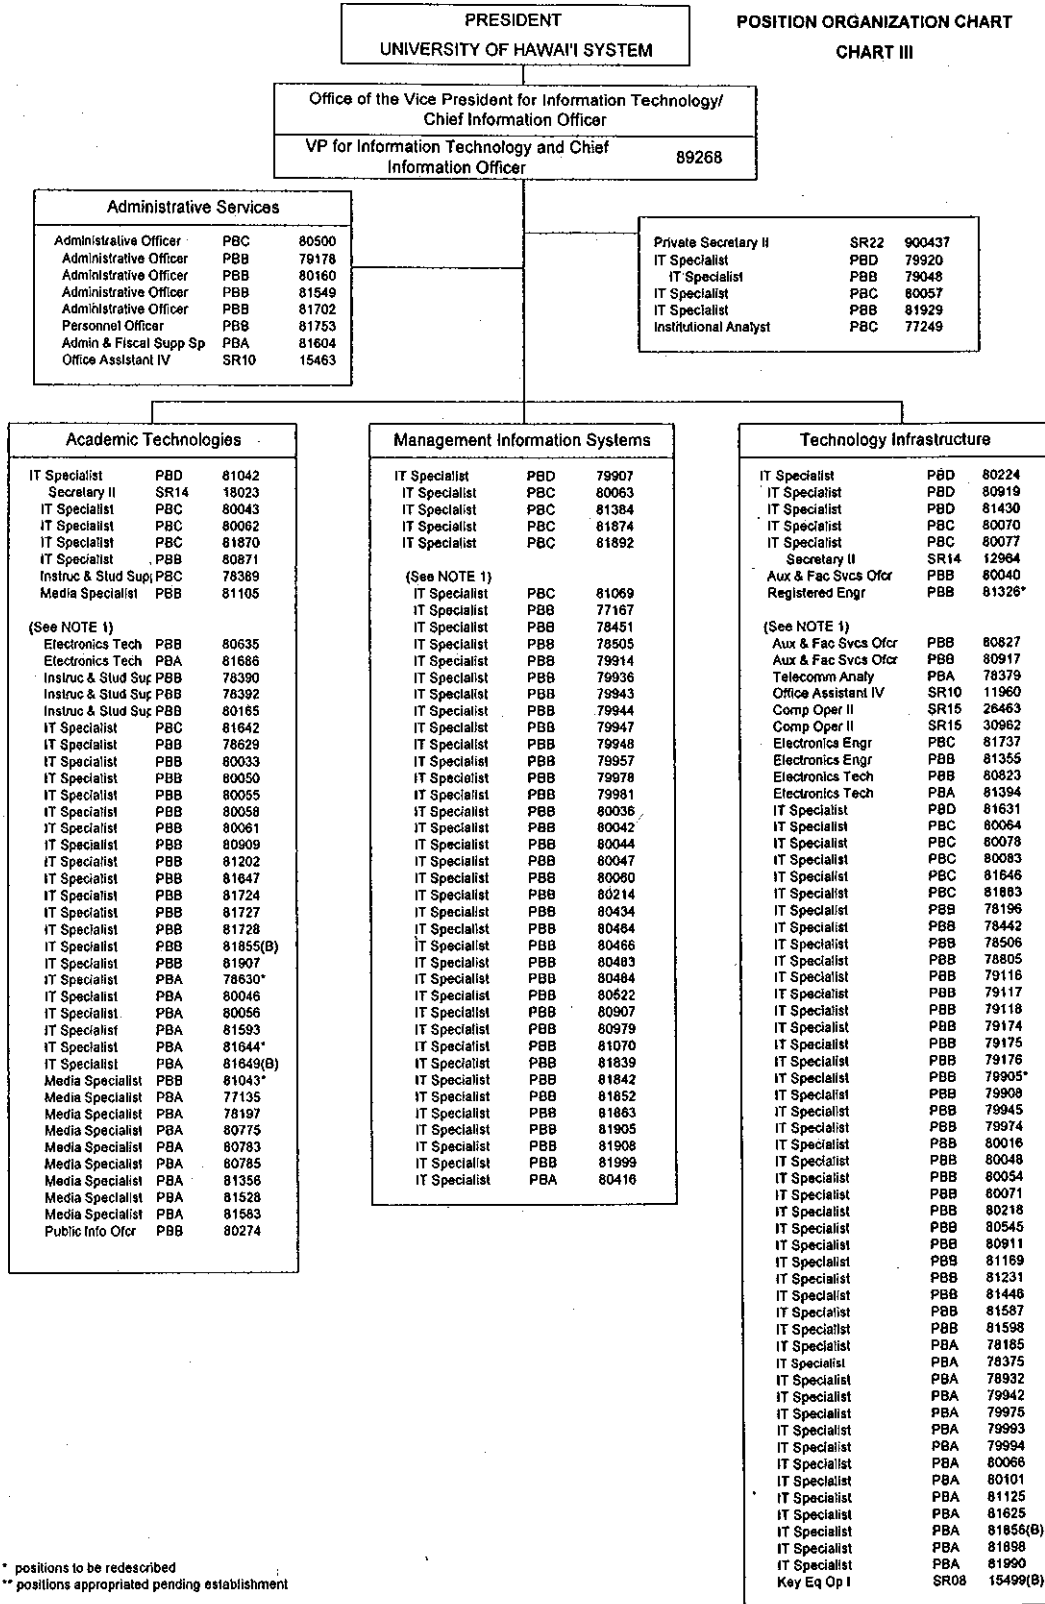 PRESIDENT
UNIVERSITY OF HAWAI'I SYSTEM
POSITION ORGANIZATION CHART
CHART III
Office of the Vice President for Information Technology/
Chief Information Officer
VP for Information Technology and Chief
Information Officer 89268
Administrative Services
Administrative Officer PBC 80500
Administrative Officer PBB 79178
Administrative Officer PBB 80160
Administrative Officer PBB 81549
Administrative Officer PBB 81702
Personnel Officer PBB 81753
Admin & Fiscal Supp Sp PBA 81604
Office Assistant IV SR10 15463
Private Secretary II SR22 900437
IT Specialist PBD 79920
IT Specialist PBB 79048
IT Specialist PBC 80057
IT Specialist PBB 81929
Institutional Analyst PBC 77249
Academic Technologies
IT Specialist PBD 81042
Secretary II SR14 18023
IT Specialist PBC 80043
IT Specialist PBC 80062
IT Specialist PBC 81870
IT Specialist PBB 80871
Instruc & Stud Sup PBC 78389
Media Specialist PBB 81105
(See NOTE 1)
Electronics Tech PBB 80635
Electronics Tech PBA 81686
Instruc & Stud Sup PBB 78390
Instruc & Stud Sup PBB 78392
Instruc & Stud Sup PBB 80165
IT Specialist PBC 81642
IT Specialist PBB 78629
IT Specialist PBB 80033
IT Specialist PBB 80050
IT Specialist PBB 80055
IT Specialist PBB 80058
IT Specialist PBB 80061
IT Specialist PBB 80909
IT Specialist PBB 81202
IT Specialist PBB 81647
IT Specialist PBB 81724
IT Specialist PBB 81727
IT Specialist PBB 81728
IT Specialist PBB 81855(B)
IT Specialist PBB 81907
IT Specialist PBA 78630*
IT Specialist PBA 80046
IT Specialist PBA 80056
IT Specialist PBA 81593
IT Specialist PBA 81644*
IT Specialist PBA 81649(B)
Media Specialist PBB 81043*
Media Specialist PBA 77135
Media Specialist PBA 78197
Media Specialist PBA 80775
Media Specialist PBA 80783
Media Specialist PBA 80785
Media Specialist PBA 81356
Media Specialist PBA 81528
Media Specialist PBA 81583
Public Info Ofcr PBB 80274
Management Information Systems
IT Specialist PBD 79907
IT Specialist PBC 80063
IT Specialist PBC 81384
IT Specialist PBC 81874
IT Specialist PBC 81892
(See NOTE 1)
IT Specialist PBC 81069
IT Specialist PBB 77167
IT Specialist PBB 78451
IT Specialist PBB 78505
IT Specialist PBB 79914
IT Specialist PBB 79936
IT Specialist PBB 79943
IT Specialist PBB 79944
IT Specialist PBB 79947
IT Specialist PBB 79948
IT Specialist PBB 79957
IT Specialist PBB 79978
IT Specialist PBB 79981
IT Specialist PBB 80036
IT Specialist PBB 80042
IT Specialist PBB 80044
IT Specialist PBB 80047
IT Specialist PBB 80060
IT Specialist PBB 80214
IT Specialist PBB 80434
IT Specialist PBB 80464
IT Specialist PBB 80466
IT Specialist PBB 80483
IT Specialist PBB 80484
IT Specialist PBB 80522
IT Specialist PBB 80907
IT Specialist PBB 80979
IT Specialist PBB 81070
IT Specialist PBB 81839
IT Specialist PBB 81842
IT Specialist PBB 81852
IT Specialist PBB 81863
IT Specialist PBB 81905
IT Specialist PBB 81908
IT Specialist PBB 81999
IT Specialist PBA 80416
Technology Infrastructure
IT Specialist PBD 80224
IT Specialist PBD 80919
IT Specialist PBD 81430
IT Specialist PBC 80070
IT Specialist PBC 80077
Secretary II SR14 12964
Aux & Fac Svcs Ofcr PBB 80040
Registered Engr PBB 81326*
(See NOTE 1)
Aux & Fac Svcs Ofcr PBB 80827
Aux & Fac Svcs Ofcr PBB 80917
Telecomm Analy PBA 78379
Office Assistant IV SR10 11960
Comp Oper II SR15 26463
Comp Oper II SR15 30962
Electronics Engr PBC 81737
Electronics Engr PBB 81355
Electronics Tech PBB 80823
Electronics Tech PBA 81394
IT Specialist PBD 81631
IT Specialist PBC 80064
IT Specialist PBC 80078
IT Specialist PBC 80083
IT Specialist PBC 81646
IT Specialist PBC 81883
IT Specialist PBB 78196
IT Specialist PBB 78442
IT Specialist PBB 78506
IT Specialist PBB 78805
IT Specialist PBB 79116
IT Specialist PBB 79117
IT Specialist PBB 79118
IT Specialist PBB 79174
IT Specialist PBB 79175
IT Specialist PBB 79176
IT Specialist PBB 79905*
IT Specialist PBB 79908
IT Specialist PBB 79945
IT Specialist PBB 79974
IT Specialist PBB 80016
IT Specialist PBB 80048
IT Specialist PBB 80054
IT Specialist PBB 80071
IT Specialist PBB 80218
IT Specialist PBB 80545
IT Specialist PBB 80911
IT Specialist PBB 81169
IT Specialist PBB 81231
IT Specialist PBB 81446
IT Specialist PBB 81587
IT Specialist PBB 81598
IT Specialist PBA 78185
IT Specialist PBA 78375
IT Specialist PBA 78932
IT Specialist PBA 79942
IT Specialist PBA 79975
IT Specialist PBA 79993
IT Specialist PBA 79994
IT Specialist PBA 80066
IT Specialist PBA 80101
IT Specialist PBA 81125
IT Specialist PBA 81625
IT Specialist PBA 81856(B)
IT Specialist PBA 81898
IT Specialist PBA 81990
Key Eq Op I SR08 15499(B)
* positions to be redescribed
** positions appropriated pending establishment